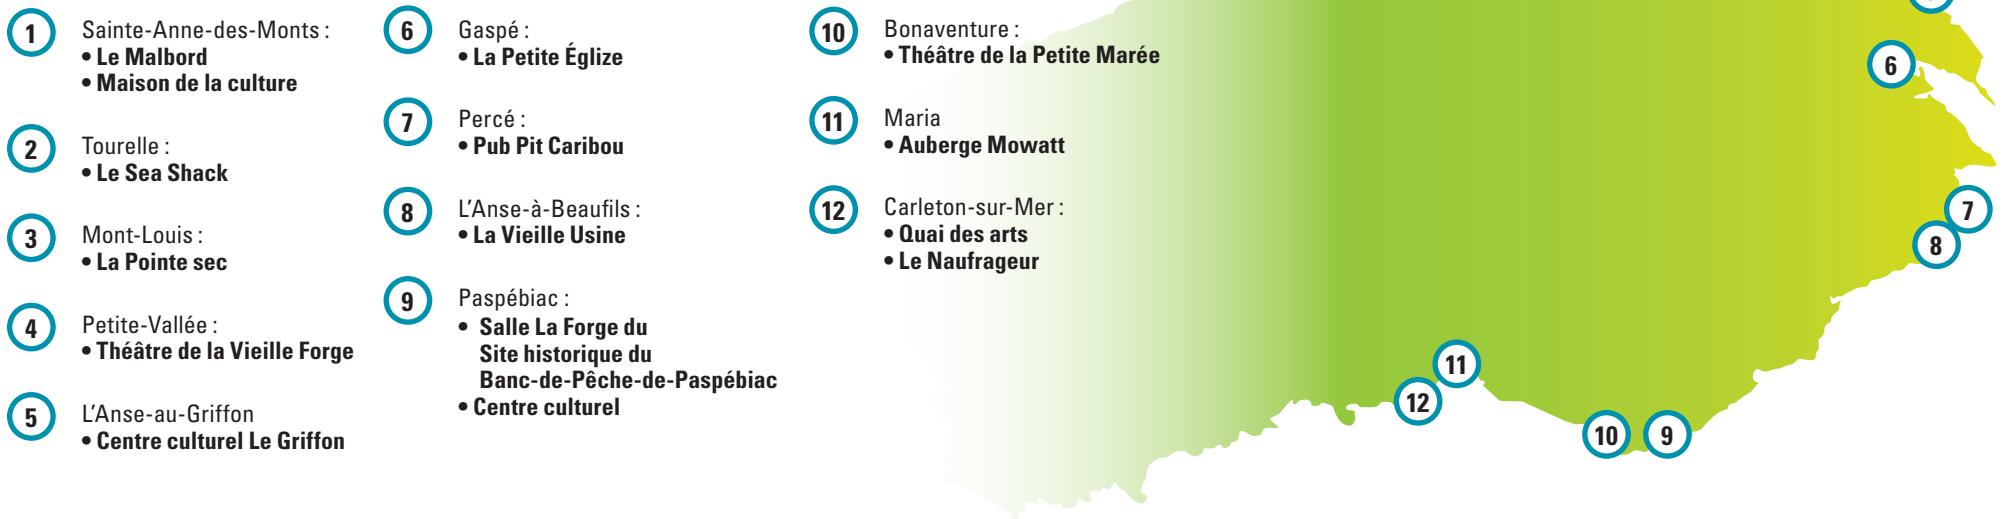 1
Sainte-Anne-des-Monts :
• Le Malbord
• Maison de la culture
2
Tourelle :
• Le Sea Shack
3
Mont-Louis :
• La Pointe sec
4
Petite-Vallée :
• Théâtre de la Vieille Forge
5
L'Anse-au-Griffon
• Centre culturel Le Griffon
6
Gaspé :
• La Petite Églize
7
Percé :
• Pub Pit Caribou
8
L'Anse-à-Beaufils :
• La Vieille Usine
9
Paspébiac :
• Salle La Forge du
Site historique du
Banc-de-Pêche-de-Paspébiac
• Centre culturel
10
Bonaventure :
• Théâtre de la Petite Marée
11
Maria
• Auberge Mowatt
12
Carleton-sur-Mer :
• Quai des arts
• Le Naufrageur
6
7
8
11
12
10
9